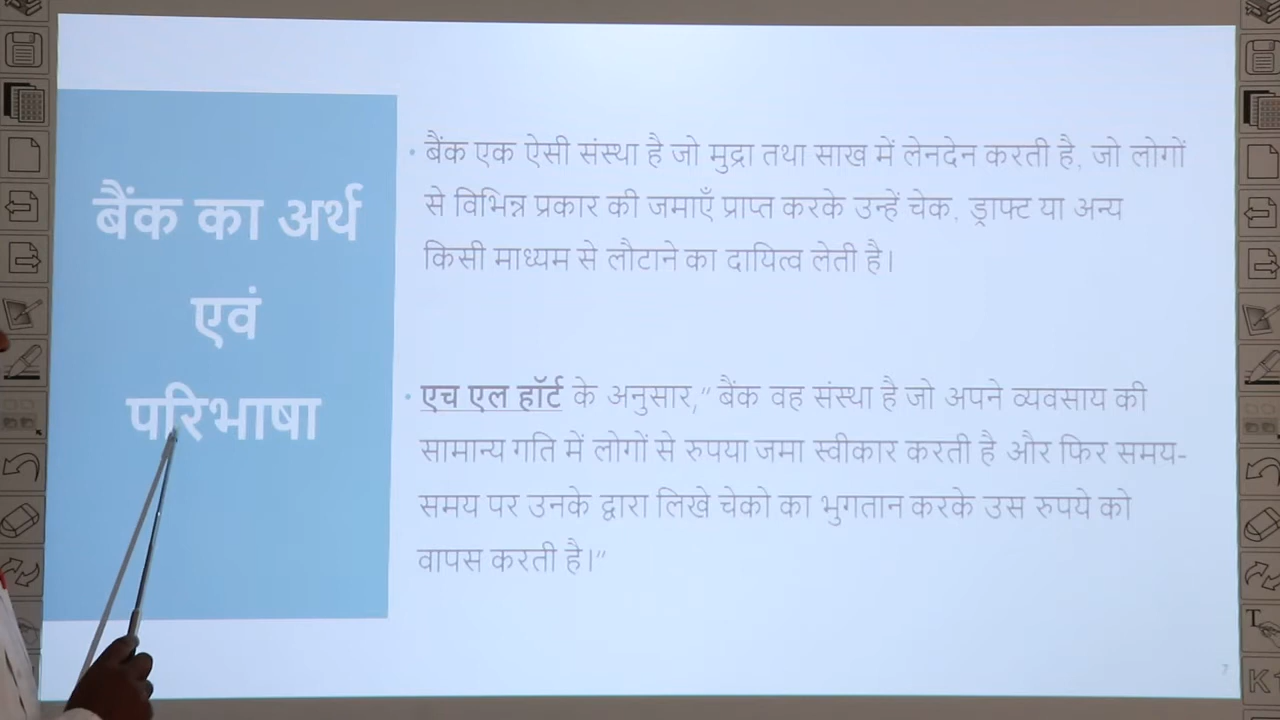 बैंक का अर्थ
एवं
परिभाषा
बैंक एक ऐसी संस्था है जो मुद्रा तथा साख में लेनदेन करती है, जो लोगों
से विभिन्न प्रकार की जमाएँ प्राप्त करके उन्हें चेक, ड्राफ्ट या अन्य
किसी माध्यम से लौटाने का दायित्व लेती है।
एच एल हॉर्ट के अनुसार,” बैंक वह संस्था है जो अपने व्यवसाय की
सामान्य गति में लोगों से रुपया जमा स्वीकार करती है और फिर समय-
समय पर उनके द्वारा लिखे चेको का भुगतान करके उस रुपये को
वापस करती है।”
7
T
K